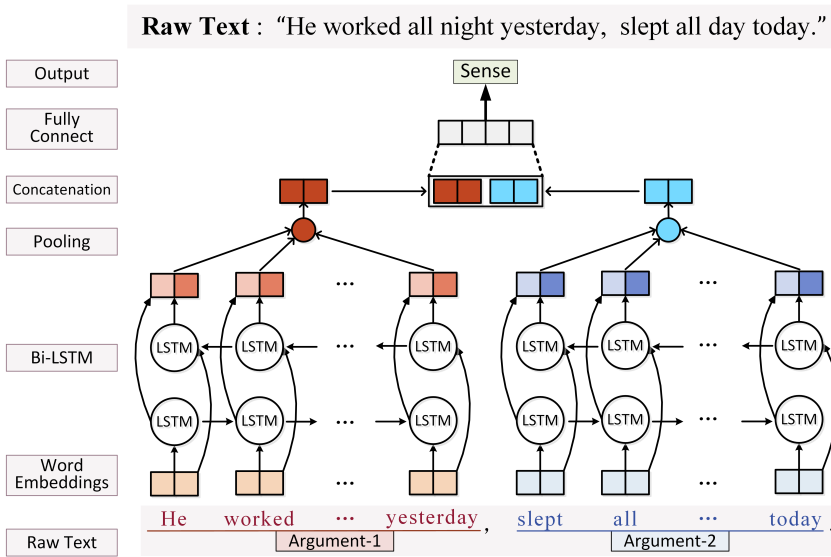 Raw Text : “He worked all night yesterday, slept all day today.”
Output
Sense
Fully
Connect
Concatenation
Pooling
... ...
Bi-LSTM
LSTM LSTM ... LSTM LSTM LSTM ... LSTM
LSTM LSTM ... LSTM LSTM LSTM ... LSTM
Word
Embeddings
... ...
He worked ... yesterday , slept all ... today .
Raw Text
Argument-1 Argument-2